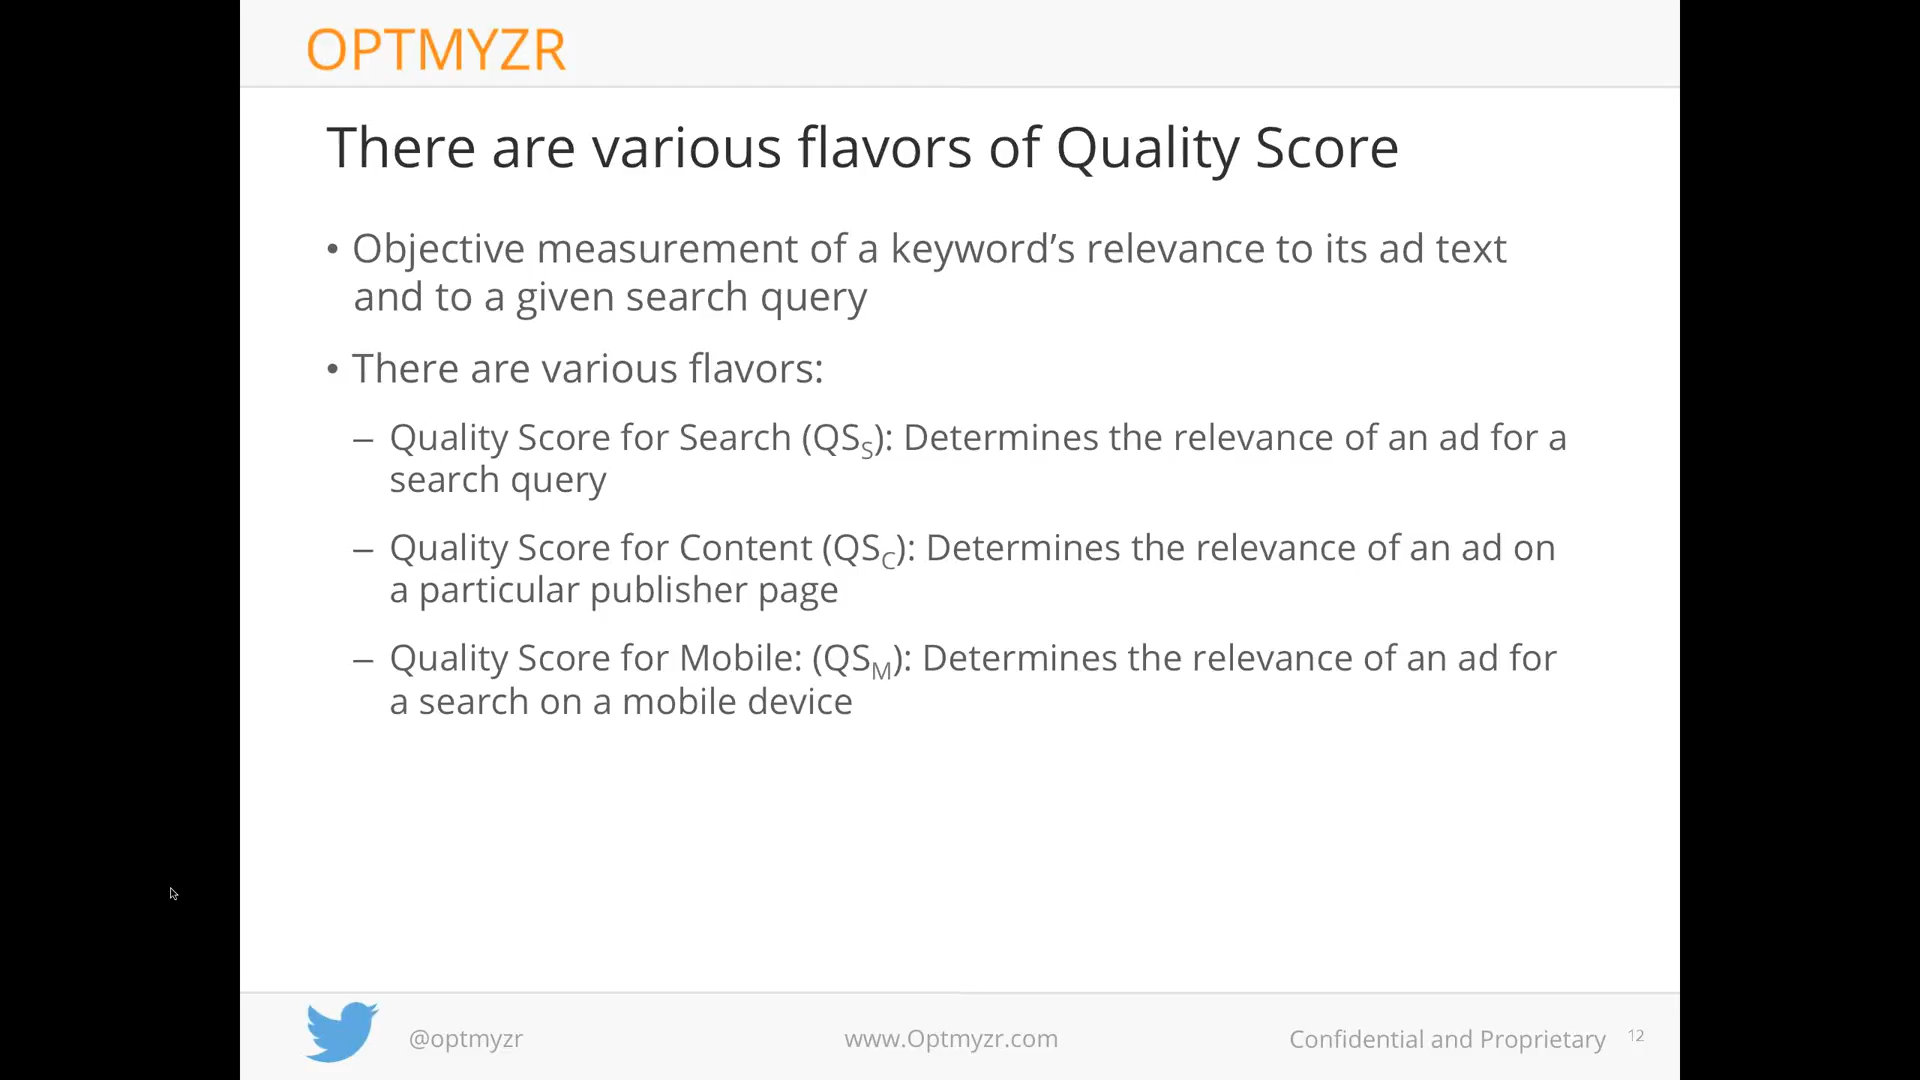 OPTMYZR
There are various flavors of Quality Score
• Objective measurement of a keyword’s relevance to its ad text
and to a given search query
• There are various flavors:
– Quality Score for Search (QSS): Determines the relevance of an ad for a
search query
– Quality Score for Content (QSC): Determines the relevance of an ad on
a particular publisher page
– Quality Score for Mobile: (QSM): Determines the relevance of an ad for
a search on a mobile device
@optmyzr
www.Optmyzr.com
Confidential and Proprietary
12